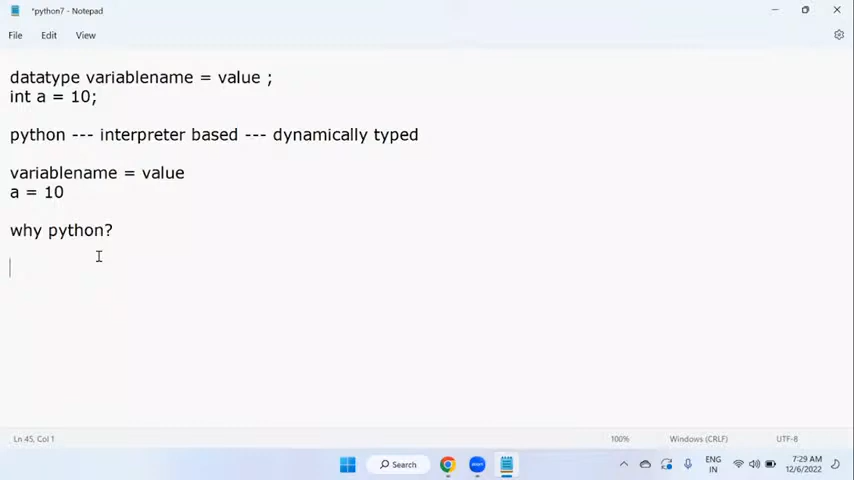 *python7 - Notepad
File Edit View
datatype variablename = value ;
int a = 10;
python --- interpreter based --- dynamically typed
variablename = value
a = 10
why python?
Ln 45, Col 1 100% Windows (CRLF) UTF-8
Search zoom ENG 7:29 AM
IN 12/6/2022